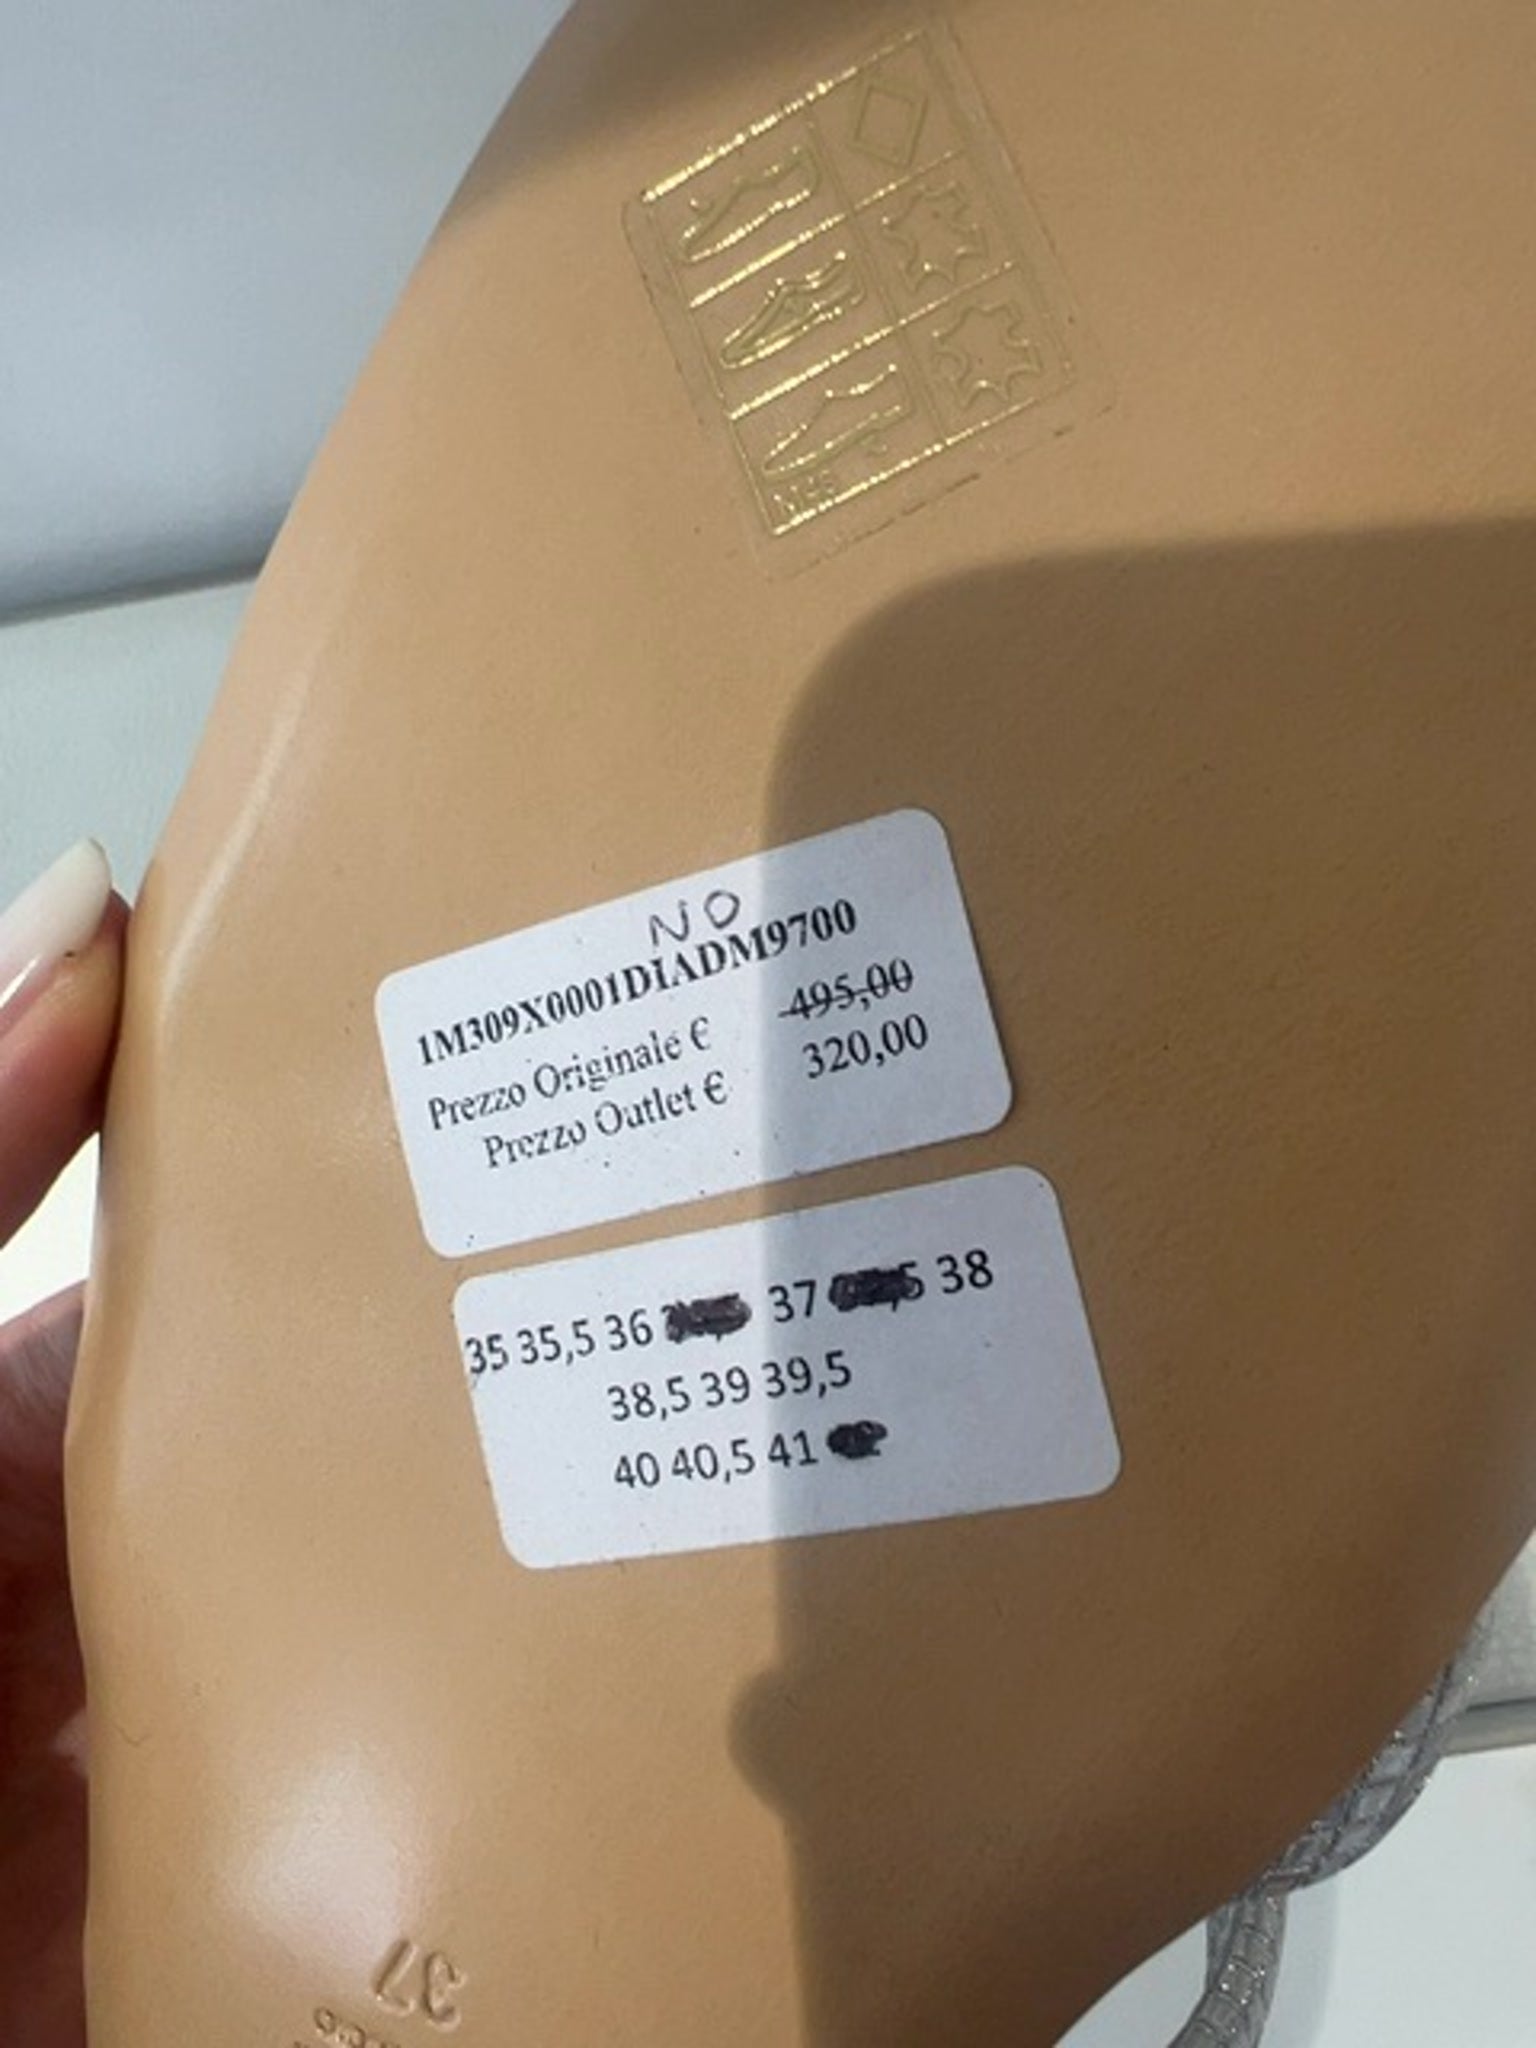 NO
1M309X0001DIADM9700
Prezzo Originale € 495,00
Prezzo Outlet € 320,00
35 35,5 36 37 5 38
38,5 39 39,5
40 40,5 41
37